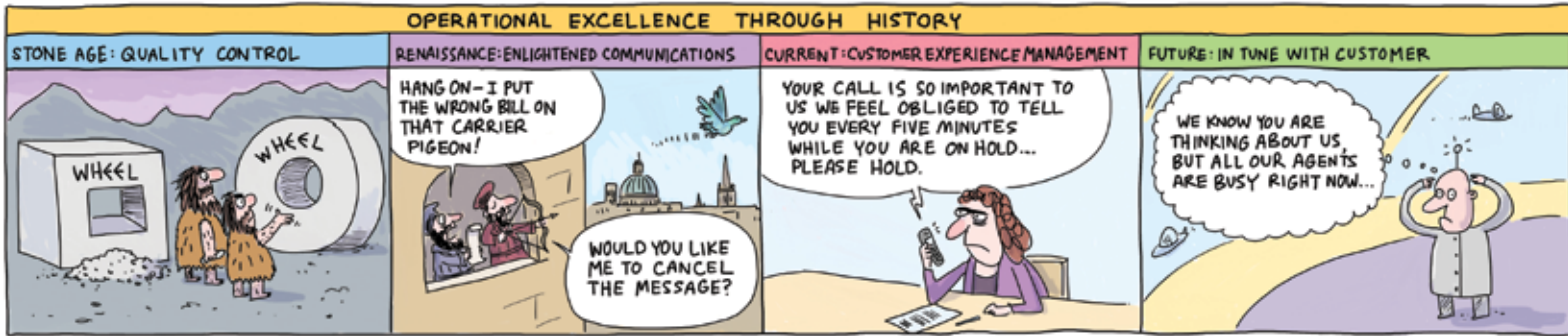 OPERATIONAL EXCELLENCE THROUGH HISTORY
STONE AGE: QUALITY CONTROL
WHEEL
WHEEL
RENAISSANCE: ENLIGHTENED COMMUNICATIONS
HANG ON – I PUT
THE WRONG BILL ON
THAT CARRIER
PIGEON!
WOULD YOU LIKE
ME TO CANCEL
THE MESSAGE?
CURRENT: CUSTOMER EXPERIENCE MANAGEMENT
YOUR CALL IS SO IMPORTANT TO
US WE FEEL OBLIGED TO TELL
YOU EVERY FIVE MINUTES
WHILE YOU ARE ON HOLD...
PLEASE HOLD.
FUTURE: IN TUNE WITH CUSTOMER
WE KNOW YOU ARE
THINKING ABOUT US,
BUT ALL OUR AGENTS
ARE BUSY RIGHT NOW...